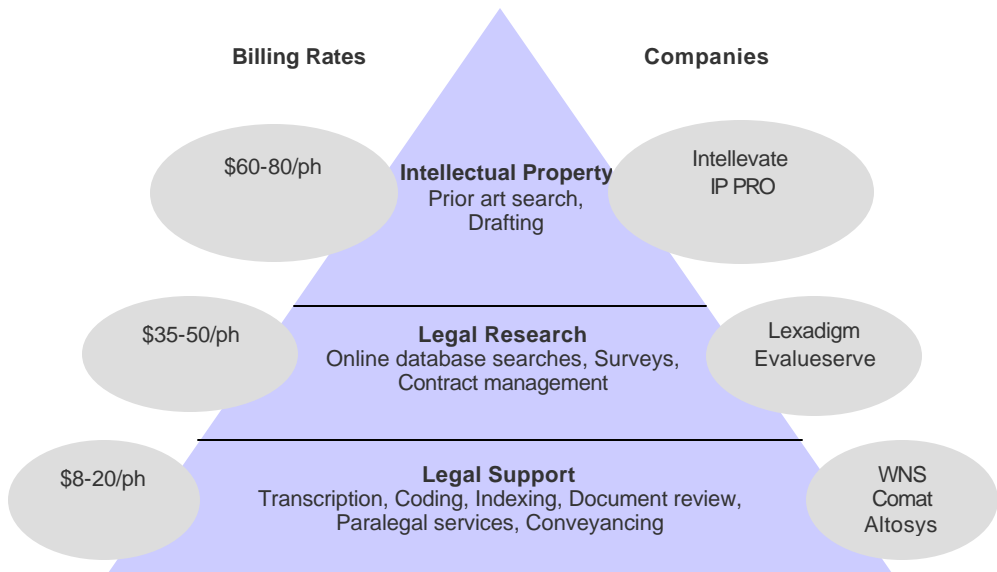 Billing Rates
Companies
$60-80/ph
Intellectual Property
Prior art search,
Drafting
Intellevate
IP PRO
$35-50/ph
Legal Research
Online database searches, Surveys,
Contract management
Lexadigm
Evalueserve
$8-20/ph
Legal Support
Transcription, Coding, Indexing, Document review,
Paralegal services, Conveyancing
WNS
Comat
Altosys